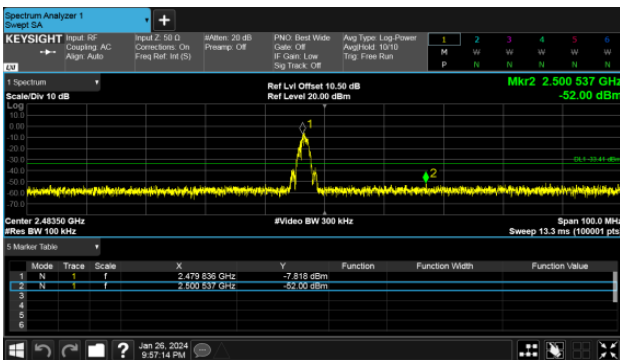 Spectrum Analyzer 1
Swept SA
KEYSIGHT Input: RF Input Z: 50 Ω #Atten: 20 dB PNO: Best Wide Avg Type: Log-Power 1 2 3 4 5 6
Coupling: AC Corrections: On Preamp: Off Gate: Off Avg|Hold: 10/10 M W W W W W
Align: Auto Freq Ref: Int (S) IF Gain: Low Trig: Free Run
Sig Track: Off P N N N N N
LXI
1 Spectrum Ref Lvl Offset 10.50 dB Mkr2 2.500 537 GHz
Scale/Div 10 dB Ref Level 20.00 dBm -52.00 dBm
Log
10.0
0.00
-10.0
-20.0
-30.0
-40.0
-50.0
-60.0
-70.0
1
DL1 -33.41 dBm
2
Center 2.48350 GHz #Video BW 300 kHz Span 100.0 MHz
#Res BW 100 kHz Sweep 13.3 ms (100001 pts)
5 Marker Table
Mode Trace Scale X Y Function Function Width Function Value
1 N 1 f 2.479 836 GHz -7.818 dBm
2 N 1 f 2.500 537 GHz -52.00 dBm
3
4
5
6
? Jan 26, 2024
9:57:14 PM